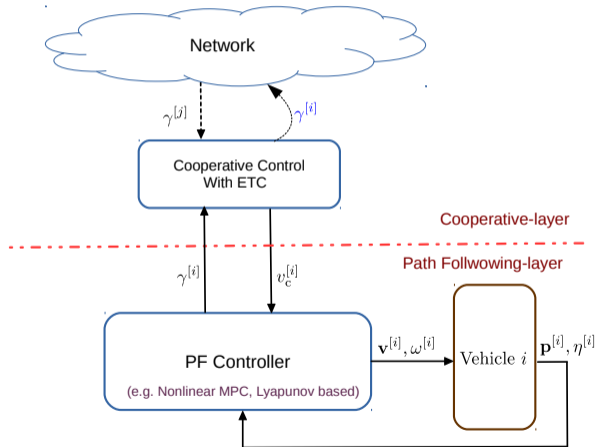 Network
γ^[j]
γ^[i]
Cooperative Control
With ETC
Cooperative-layer
Path Follwowing-layer
γ^[i]
v_c^[i]
PF Controller
(e.g. Nonlinear MPC, Lyapunov based)
v^[i], ω^[i]
Vehicle i
p^[i], η^[i]